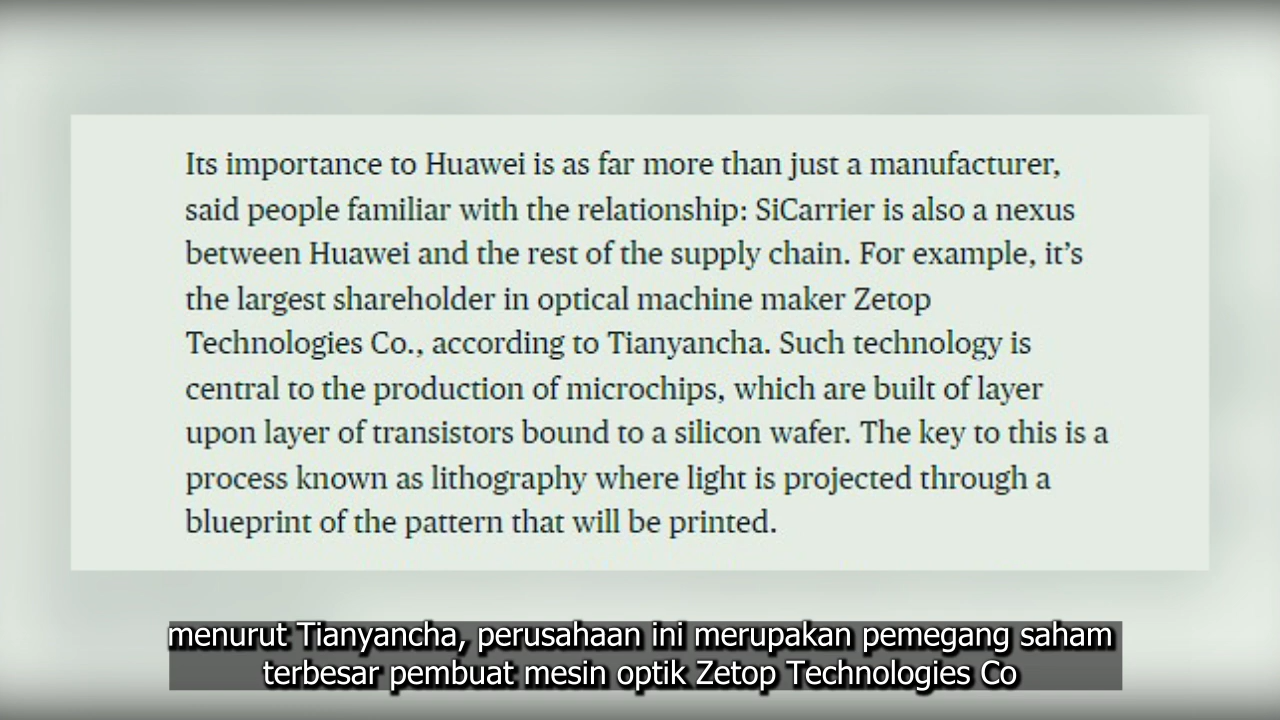 Its importance to Huawei is as far more than just a manufacturer,
said people familiar with the relationship: SiCarrier is also a nexus
between Huawei and the rest of the supply chain. For example, it’s
the largest shareholder in optical machine maker Zetop
Technologies Co., according to Tianyancha. Such technology is
central to the production of microchips, which are built of layer
upon layer of transistors bound to a silicon wafer. The key to this is a
process known as lithography where light is projected through a
blueprint of the pattern that will be printed.
menurut Tianyancha, perusahaan ini merupakan pemegang saham
terbesar pembuat mesin optik Zetop Technologies Co